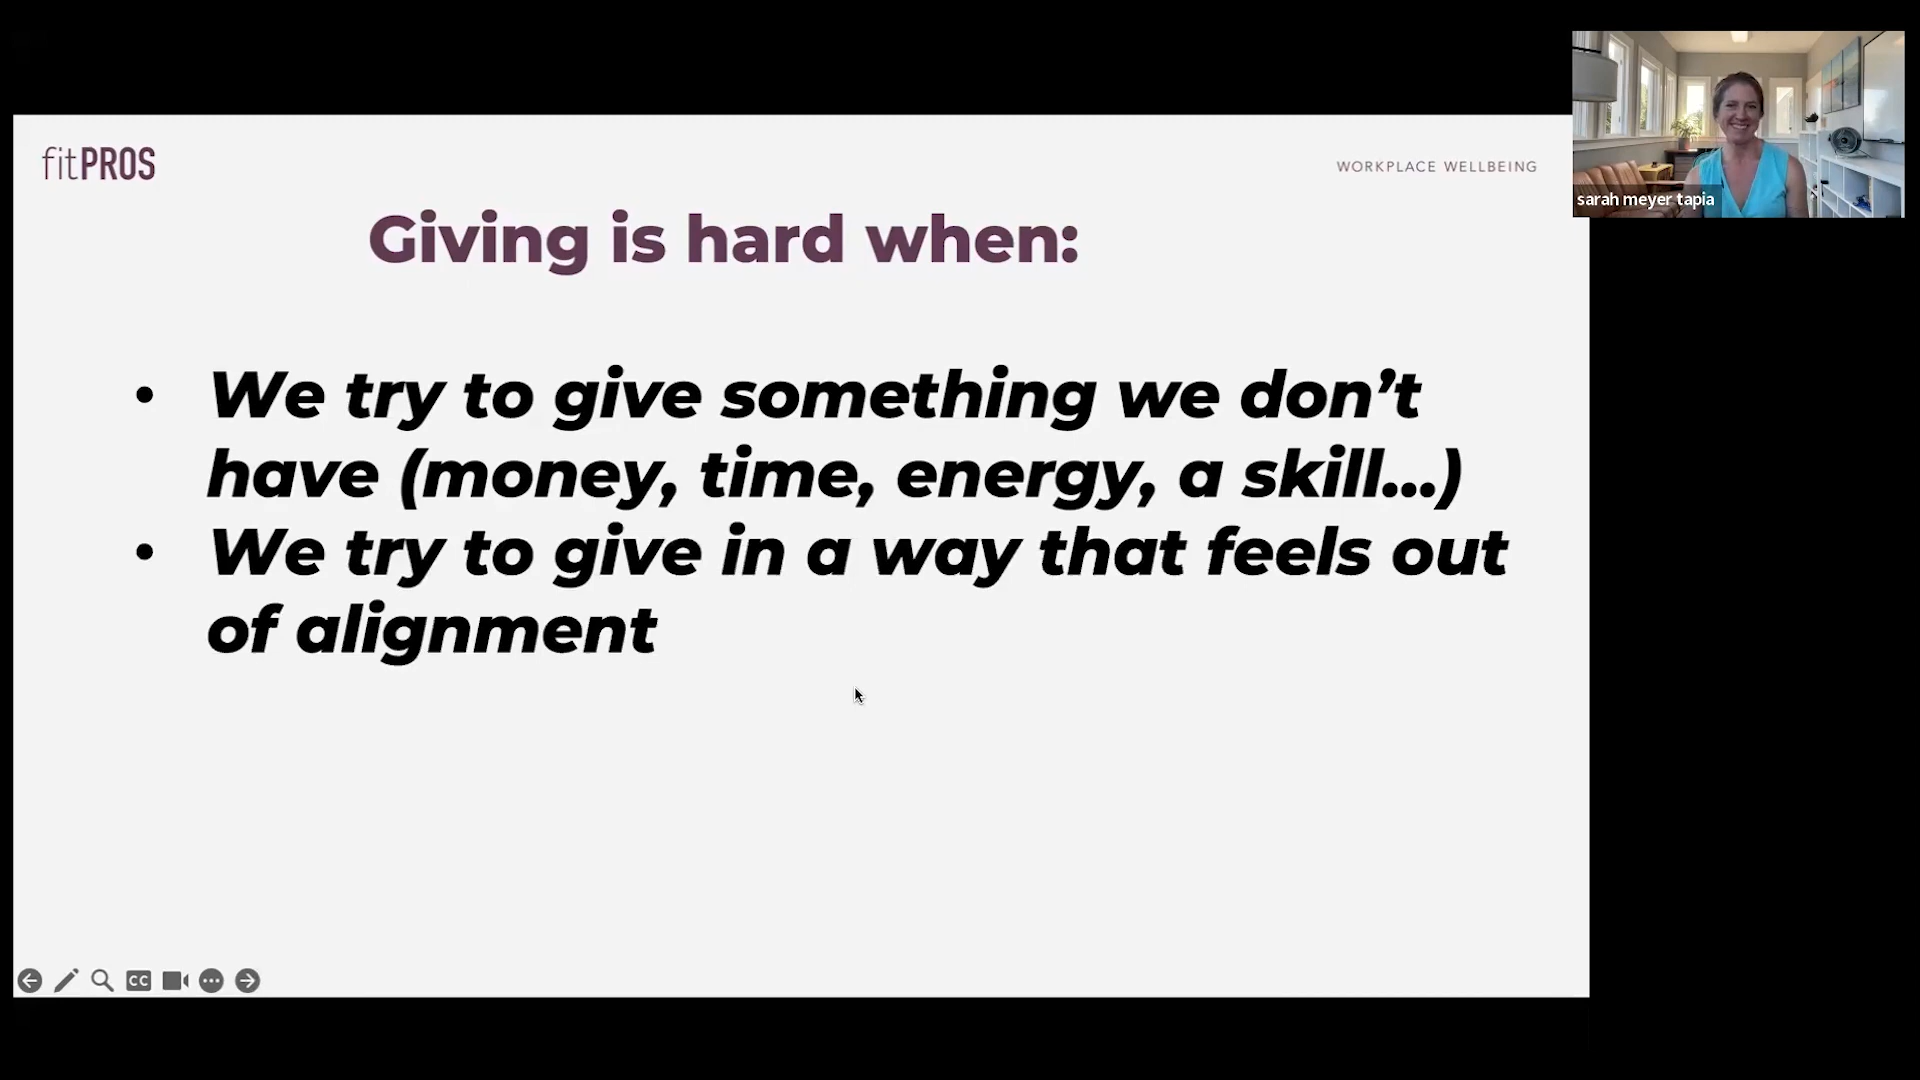 fitPROS
WORKPLACE WELLBEING
sarah meyer tapia
Giving is hard when:
• We try to give something we don’t
have (money, time, energy, a skill...)
• We try to give in a way that feels out
of alignment
CC